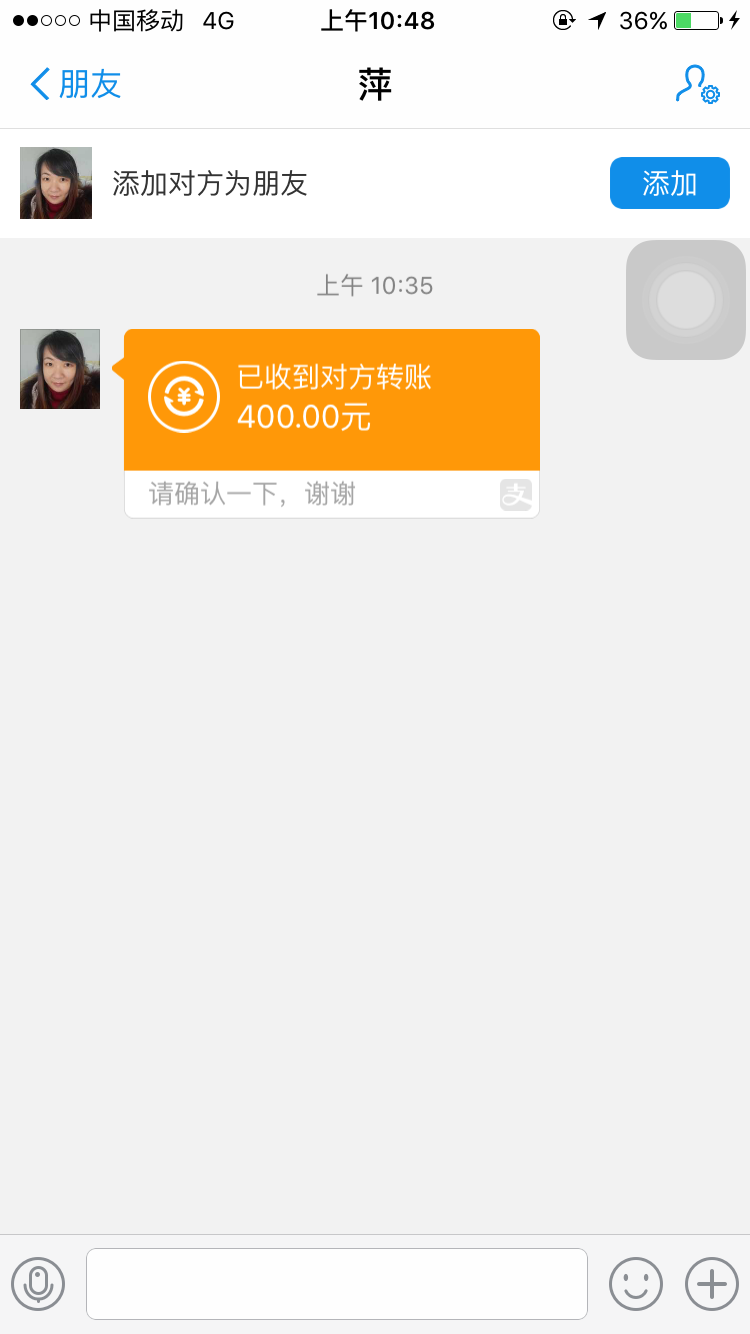 中国移动 4G 上午10:48 36%
朋友 萍
添加对方为朋友 添加
上午 10:35
已收到对方转账
400.00元
请确认一下，谢谢 支